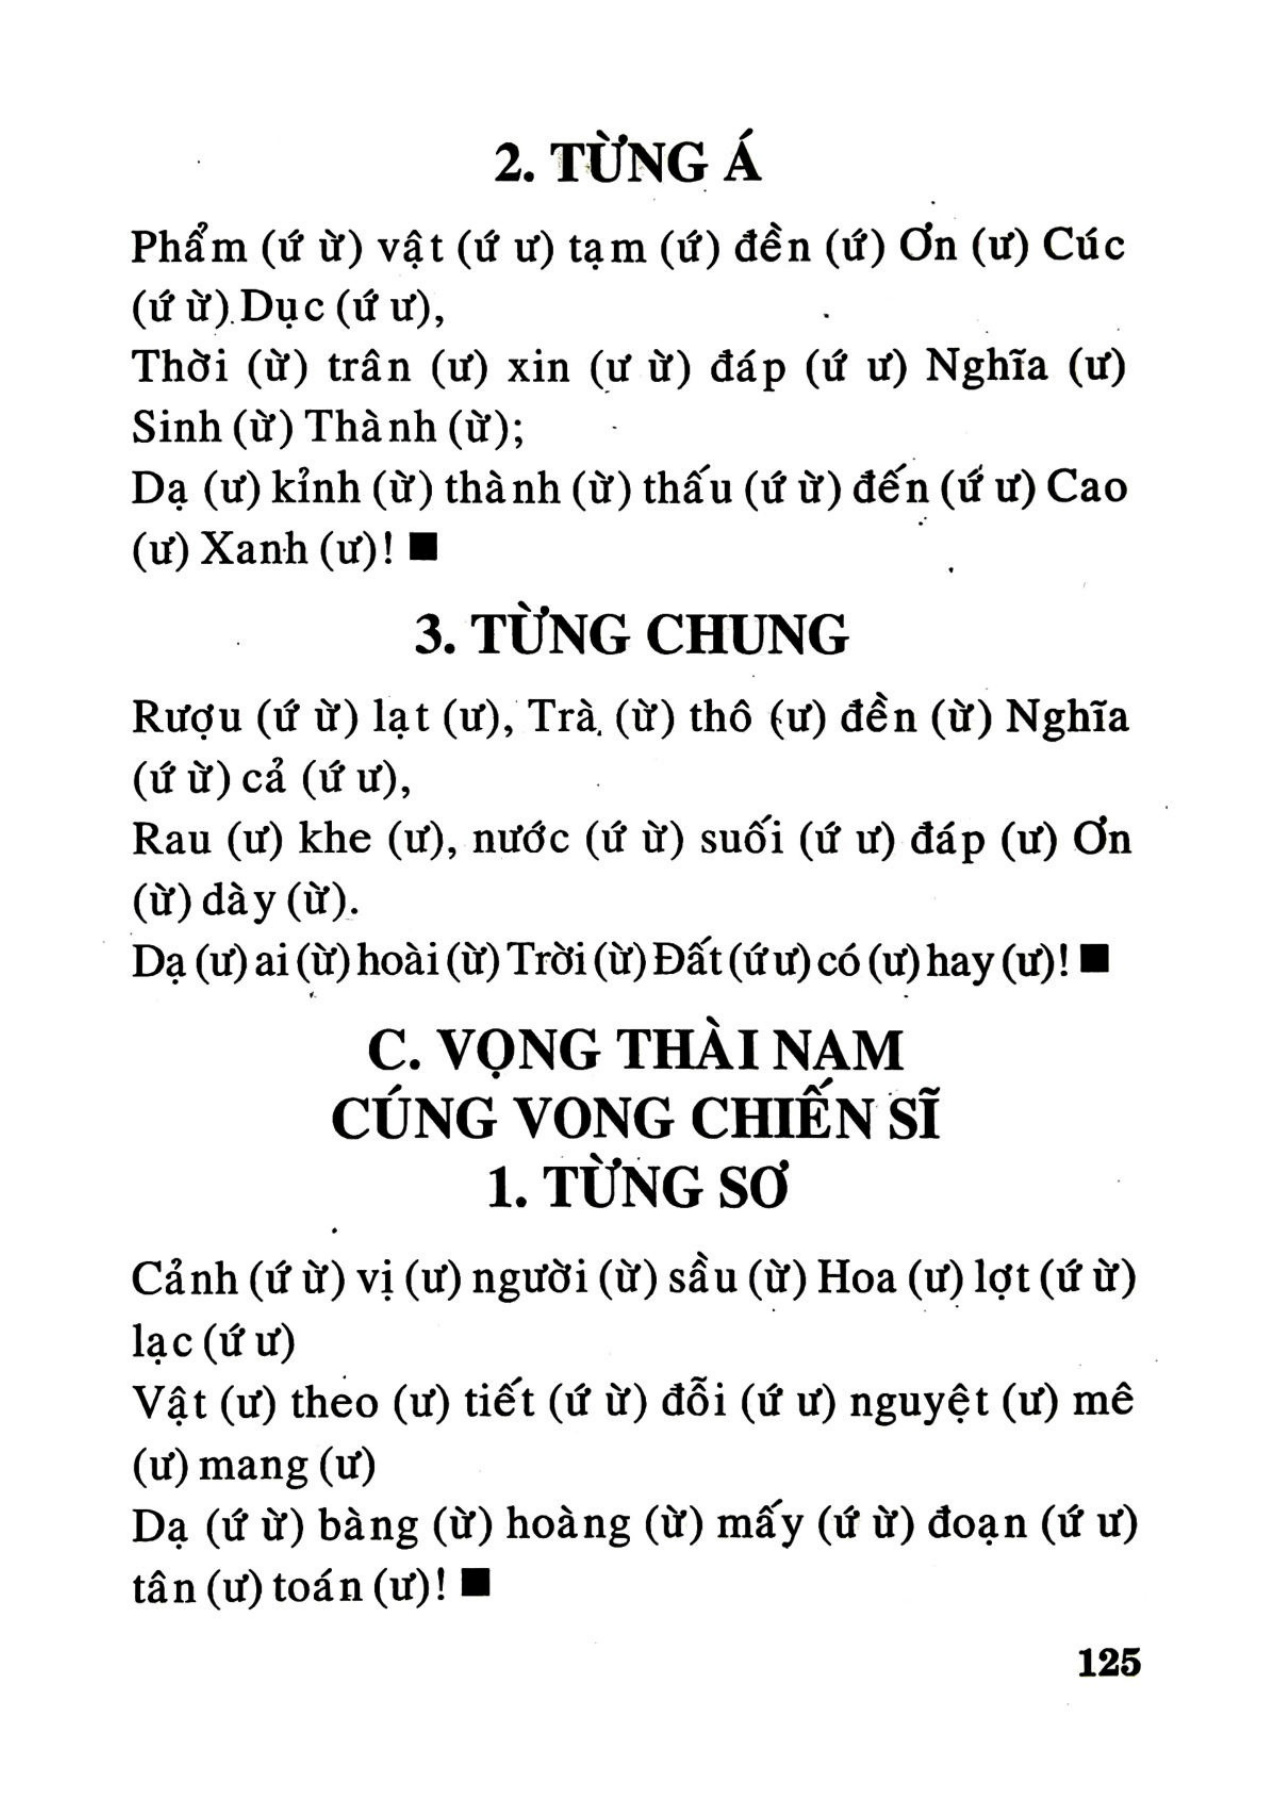 2. TỪNG Á
Phẩm (ứ ừ) vật (ứ ư) tạm (ứ) đền (ứ) Ơn (ư) Cúc
(ứ ừ) Dục (ứ ư),
Thời (ừ) trân (ư) xin (ư ừ) đáp (ứ ư) Nghĩa (ư)
Sinh (ừ) Thành (ừ);
Dạ (ư) kỉnh (ừ) thành (ừ) thấu (ứ ừ) đến (ứ ư) Cao
(ư) Xanh (ư)! ■
3. TỪNG CHUNG
Rượu (ứ ừ) lạt (ư), Trà (ừ) thô (ư) đền (ừ) Nghĩa
(ứ ừ) cả (ứ ư),
Rau (ư) khe (ư), nước (ứ ừ) suối (ứ ư) đáp (ư) Ơn
(ừ) dày (ừ).
Dạ (ư) ai (ừ) hoài (ừ) Trời (ừ) Đất (ứ ư) có (ư) hay (ư)! ■
C. VỌNG THÀI NAM
CÚNG VONG CHIẾN SĨ
1. TỪNG SƠ
Cảnh (ứ ừ) vị (ư) người (ừ) sầu (ừ) Hoa (ư) lợt (ứ ừ)
lạc (ứ ư)
Vật (ư) theo (ư) tiết (ứ ừ) đỗi (ứ ư) nguyệt (ư) mê
(ư) mang (ư)
Dạ (ứ ừ) bàng (ừ) hoàng (ừ) mấy (ứ ừ) đoạn (ứ ư)
tân (ư) toán (ư)! ■
125